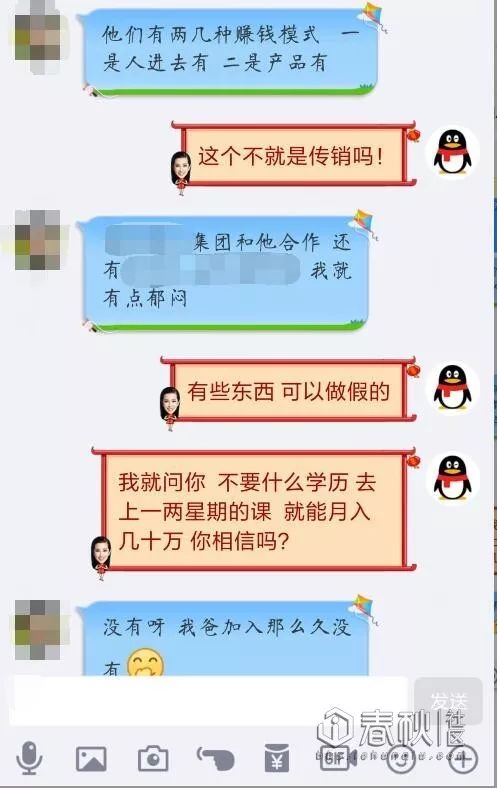 他们有两几种赚钱模式 一
是人进去有 二是产品有
这个不就是传销吗!
集团和他合作 还
有 我就
有点郁闷
有些东西 可以做假的
我就问你 不要什么学历 去
上一两星期的课 就能月入
几十万 你相信吗?
没有呀 我爸加入那么久没
有
发送
春秋社区
GIF